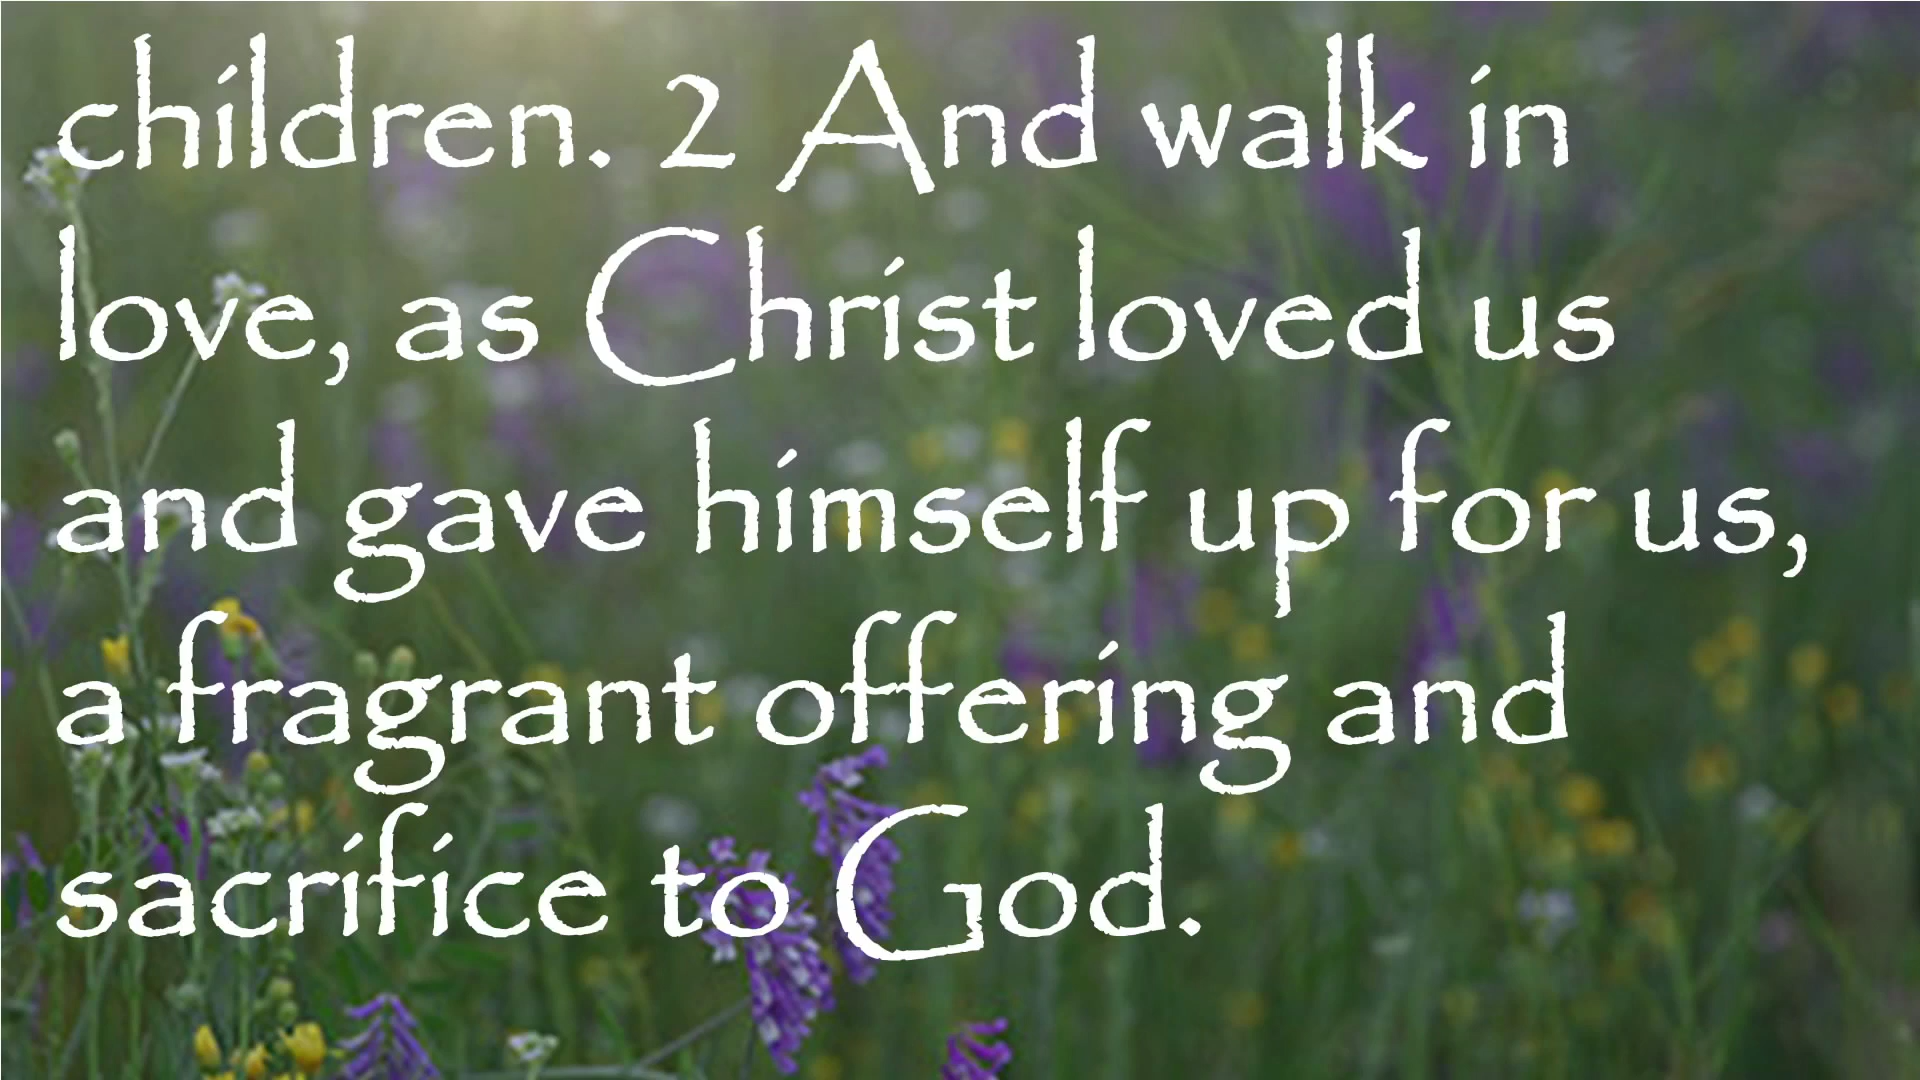 children. 2 And walk in
love, as Christ loved us
and gave himself up for us,
a fragrant offering and
sacrifice to God.